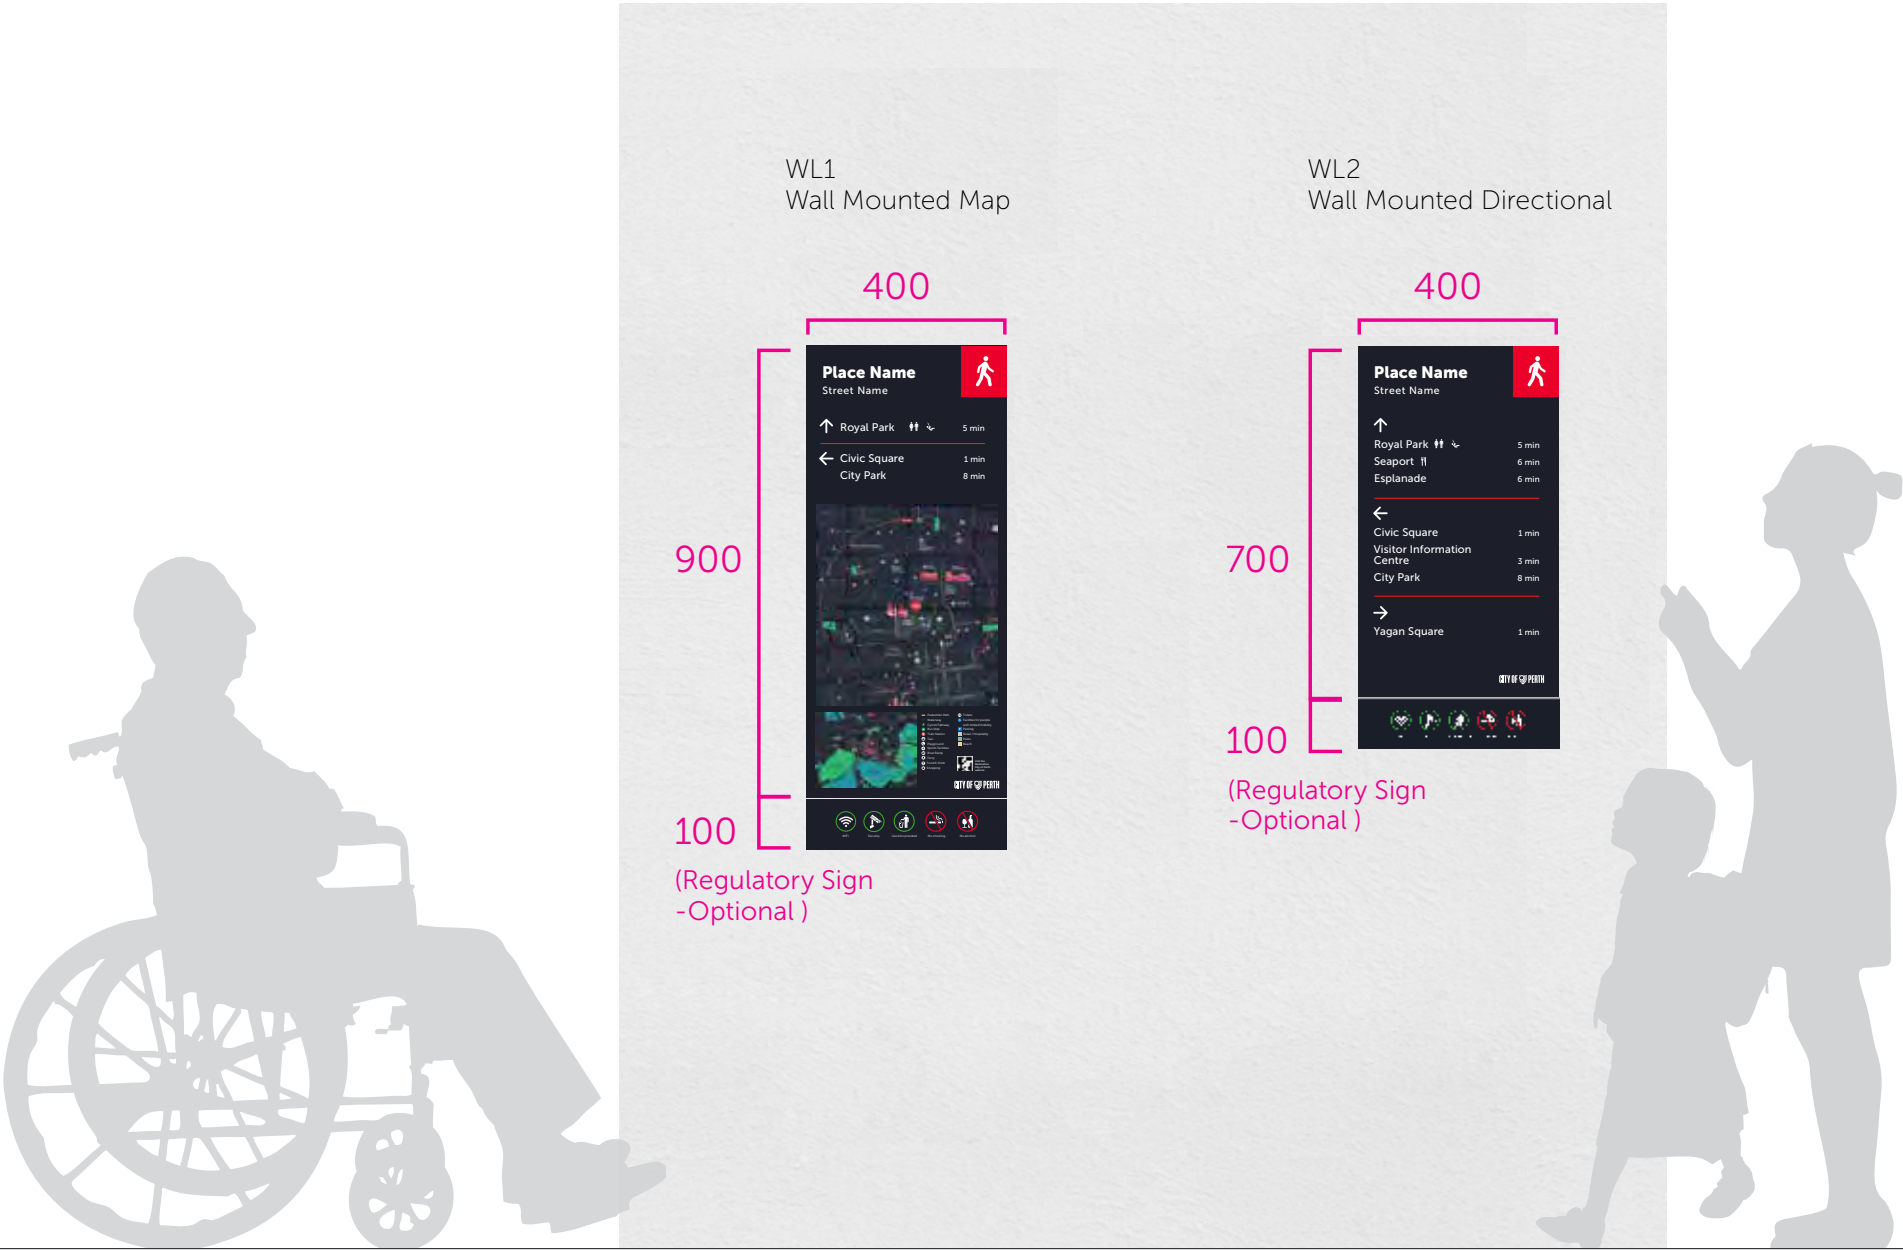 WL1
Wall Mounted Map
400
900
100
(Regulatory Sign
-Optional )
Place Name
Street Name
Royal Park 5 min
Civic Square 1 min
City Park 8 min
CITY OF PERTH
WL2
Wall Mounted Directional
400
700
100
(Regulatory Sign
-Optional )
Place Name
Street Name
Royal Park 5 min
Seaport 6 min
Esplanade 6 min
Civic Square 1 min
Visitor Information
Centre 3 min
City Park 8 min
Yagan Square 1 min
CITY OF PERTH